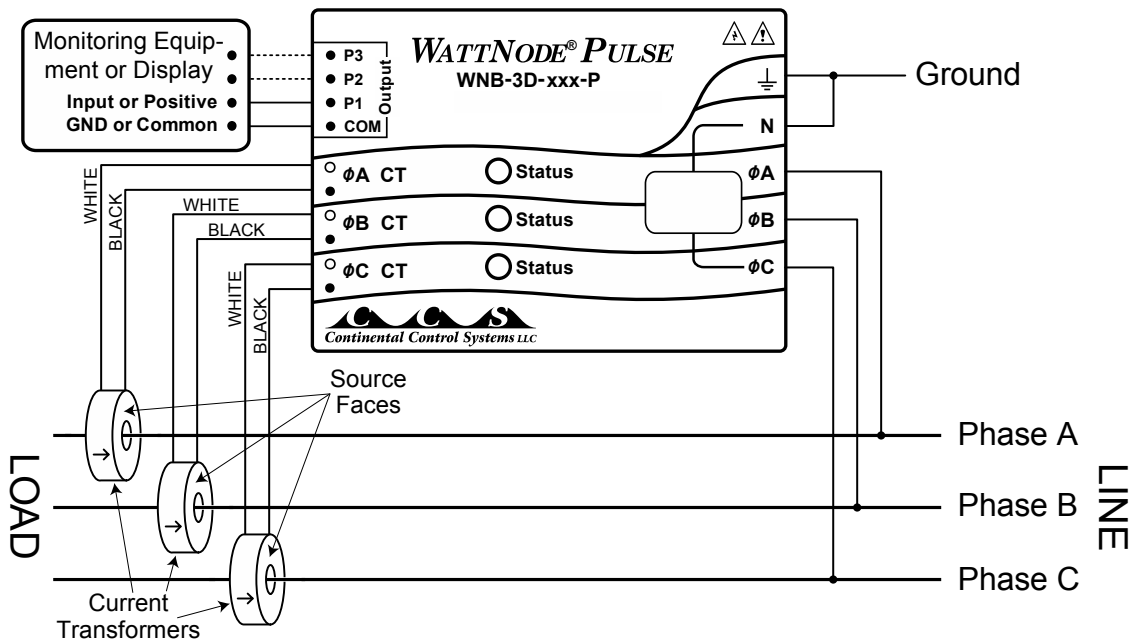 Monitoring Equip-
ment or Display
Input or Positive
GND or Common
P3
P2
P1
COM
Output
WATTNODE® PULSE
WNB-3D-xxx-P
Ground
N
ϕA CT
Status
ϕA
ϕB CT
Status
ϕB
ϕC CT
Status
ϕC
WHITE
BLACK
WHITE
BLACK
WHITE
BLACK
CCS
Continental Control Systems LLC
Source
Faces
Phase A
Phase B
Phase C
LOAD
LINE
Current
Transformers